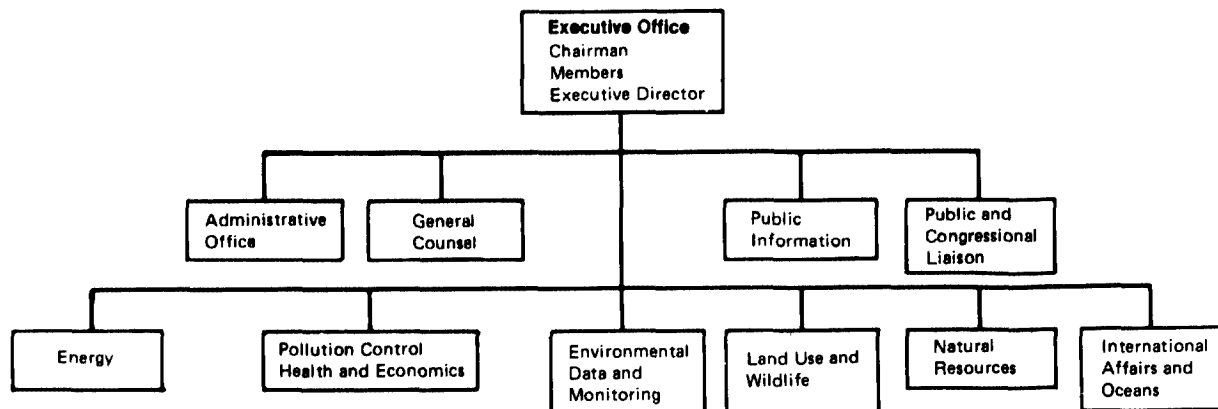 Executive Office
Chairman
Members
Executive Director
Administrative
Office
General
Counsel
Public
Information
Public and
Congressional
Liaison
Energy
Pollution Control
Health and Economics
Environmental
Data and
Monitoring
Land Use and
Wildlife
Natural
Resources
International
Affairs and
Oceans